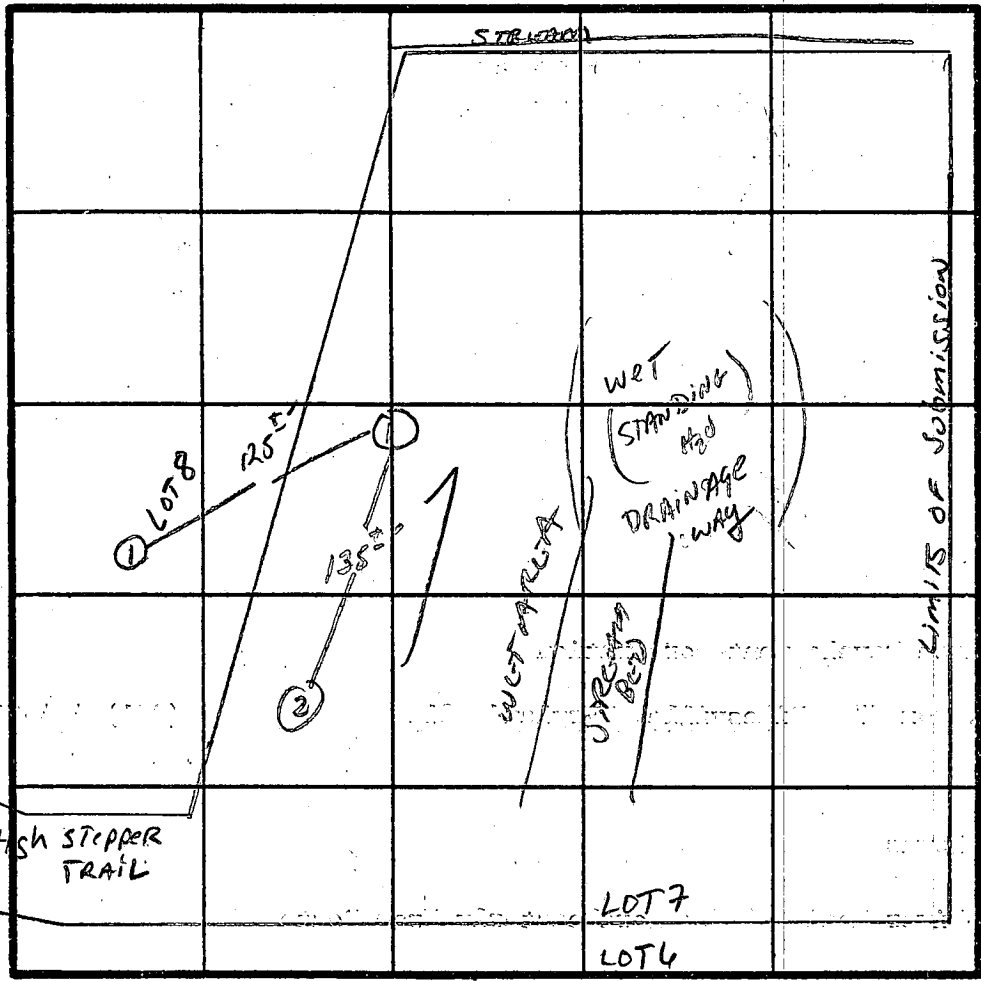 STREAM
LIMITS OF SUBMISSION
WET
(STANDING
H2O
DRAINAGE
WAY
LOT 8
125±
①
135±
②
WET AREA
STREAM
BED
High STEPPER
TRAIL
LOT 7
LOT 6